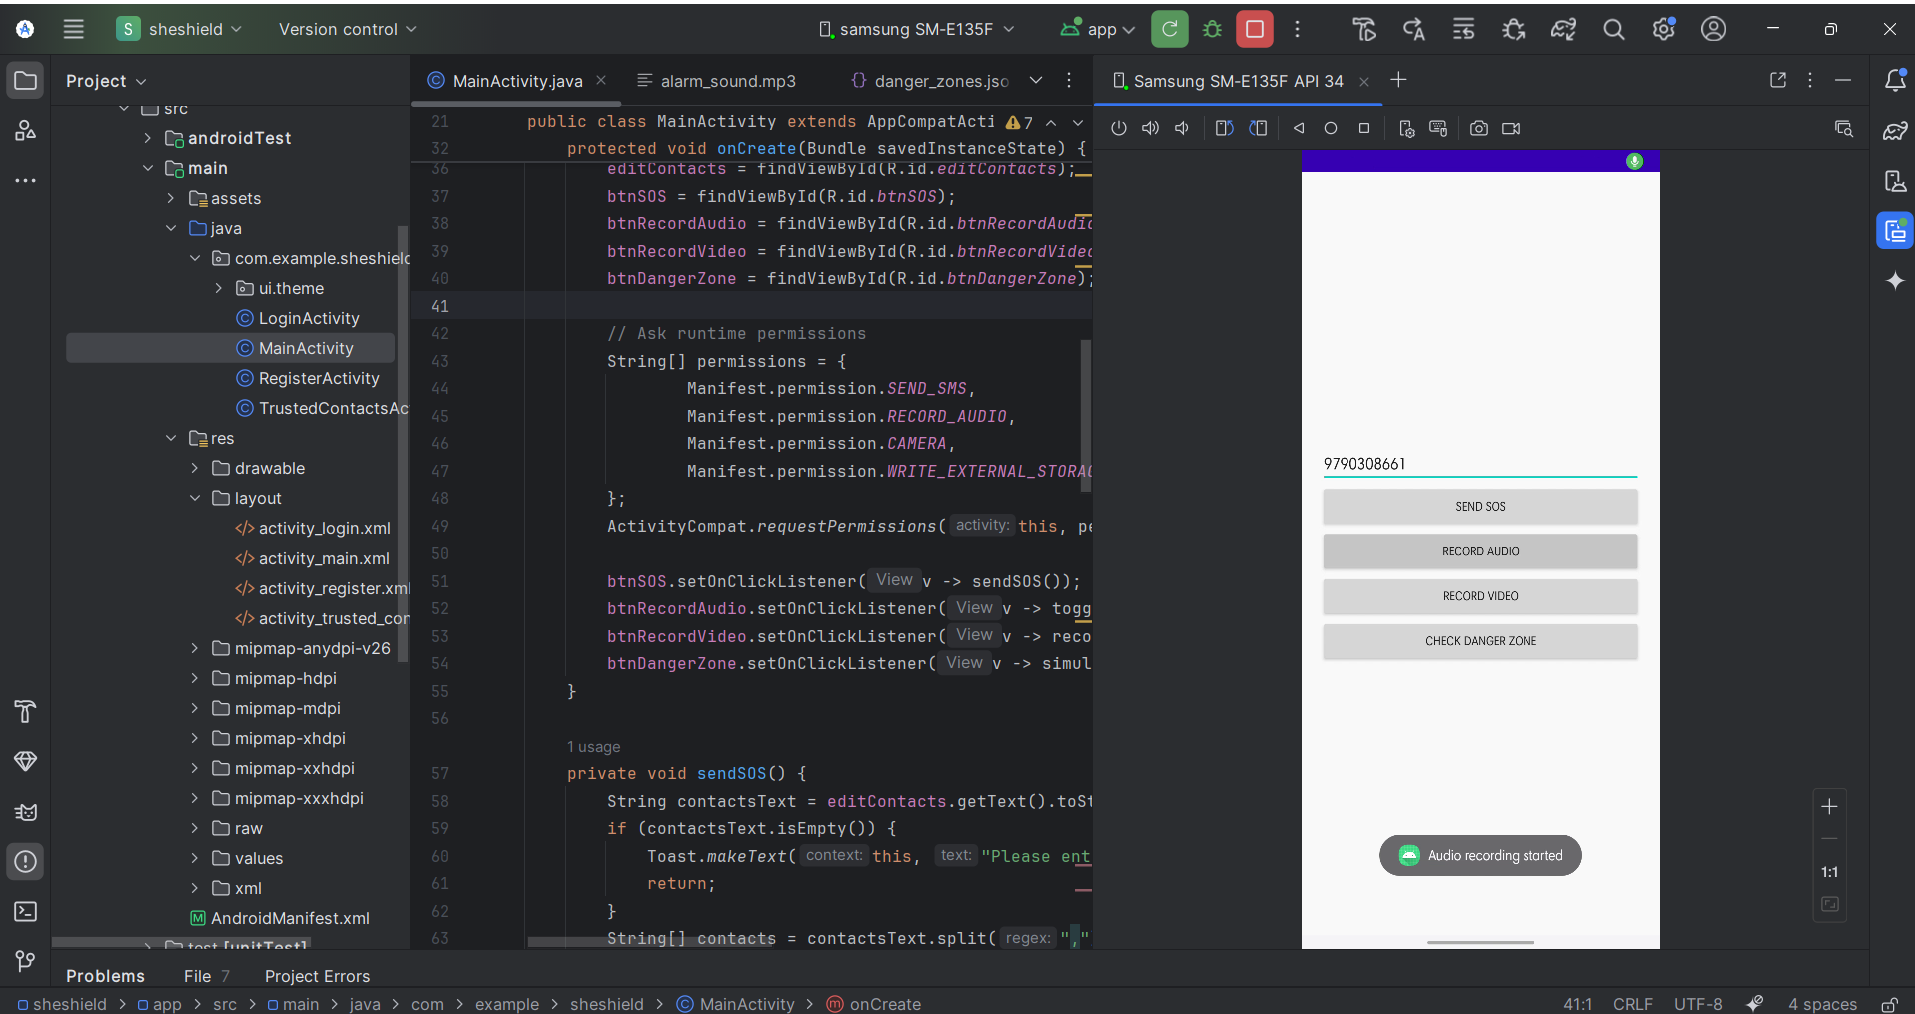 S sheshield Version control samsung SM-E135F app
Project
src
androidTest
main
assets
java
com.example.sheshield
ui.theme
LoginActivity
MainActivity
RegisterActivity
TrustedContactsAc
res
drawable
layout
activity_login.xml
activity_main.xml
activity_register.xml
activity_trusted_con
mipmap-anydpi-v26
mipmap-hdpi
mipmap-mdpi
mipmap-xhdpi
mipmap-xxhdpi
mipmap-xxxhdpi
raw
values
xml
AndroidManifest.xml
test [unitTest]
MainActivity.java alarm_sound.mp3 danger_zones.jso
21 public class MainActivity extends AppCompatActi 7
32 protected void onCreate(Bundle savedInstanceState) {
36 editContacts = findViewById(R.id.editContacts);
37 btnSOS = findViewById(R.id.btnSOS);
38 btnRecordAudio = findViewById(R.id.btnRecordAudio
39 btnRecordVideo = findViewById(R.id.btnRecordVideo
40 btnDangerZone = findViewById(R.id.btnDangerZone);
41
42 // Ask runtime permissions
43 String[] permissions = {
44 Manifest.permission.SEND_SMS,
45 Manifest.permission.RECORD_AUDIO,
46 Manifest.permission.CAMERA,
47 Manifest.permission.WRITE_EXTERNAL_STORAG
48 };
49 ActivityCompat.requestPermissions( activity: this, pe
50
51 btnSOS.setOnClickListener( View v -> sendSOS());
52 btnRecordAudio.setOnClickListener( View v -> togg
53 btnRecordVideo.setOnClickListener( View v -> reco
54 btnDangerZone.setOnClickListener( View v -> simul
55 }
56
1 usage
57 private void sendSOS() {
58 String contactsText = editContacts.getText().toSt
59 if (contactsText.isEmpty()) {
60 Toast.makeText( context: this, text: "Please ent
61 return;
62 }
63 String[] contacts = contactsText.split( regex: ","
Samsung SM-E135F API 34
9790308661
SEND SOS
RECORD AUDIO
RECORD VIDEO
CHECK DANGER ZONE
Audio recording started
1:1
Problems File 7 Project Errors
sheshield > app > src > main > java > com > example > sheshield > MainActivity > onCreate 41:1 CRLF UTF-8 4 spaces